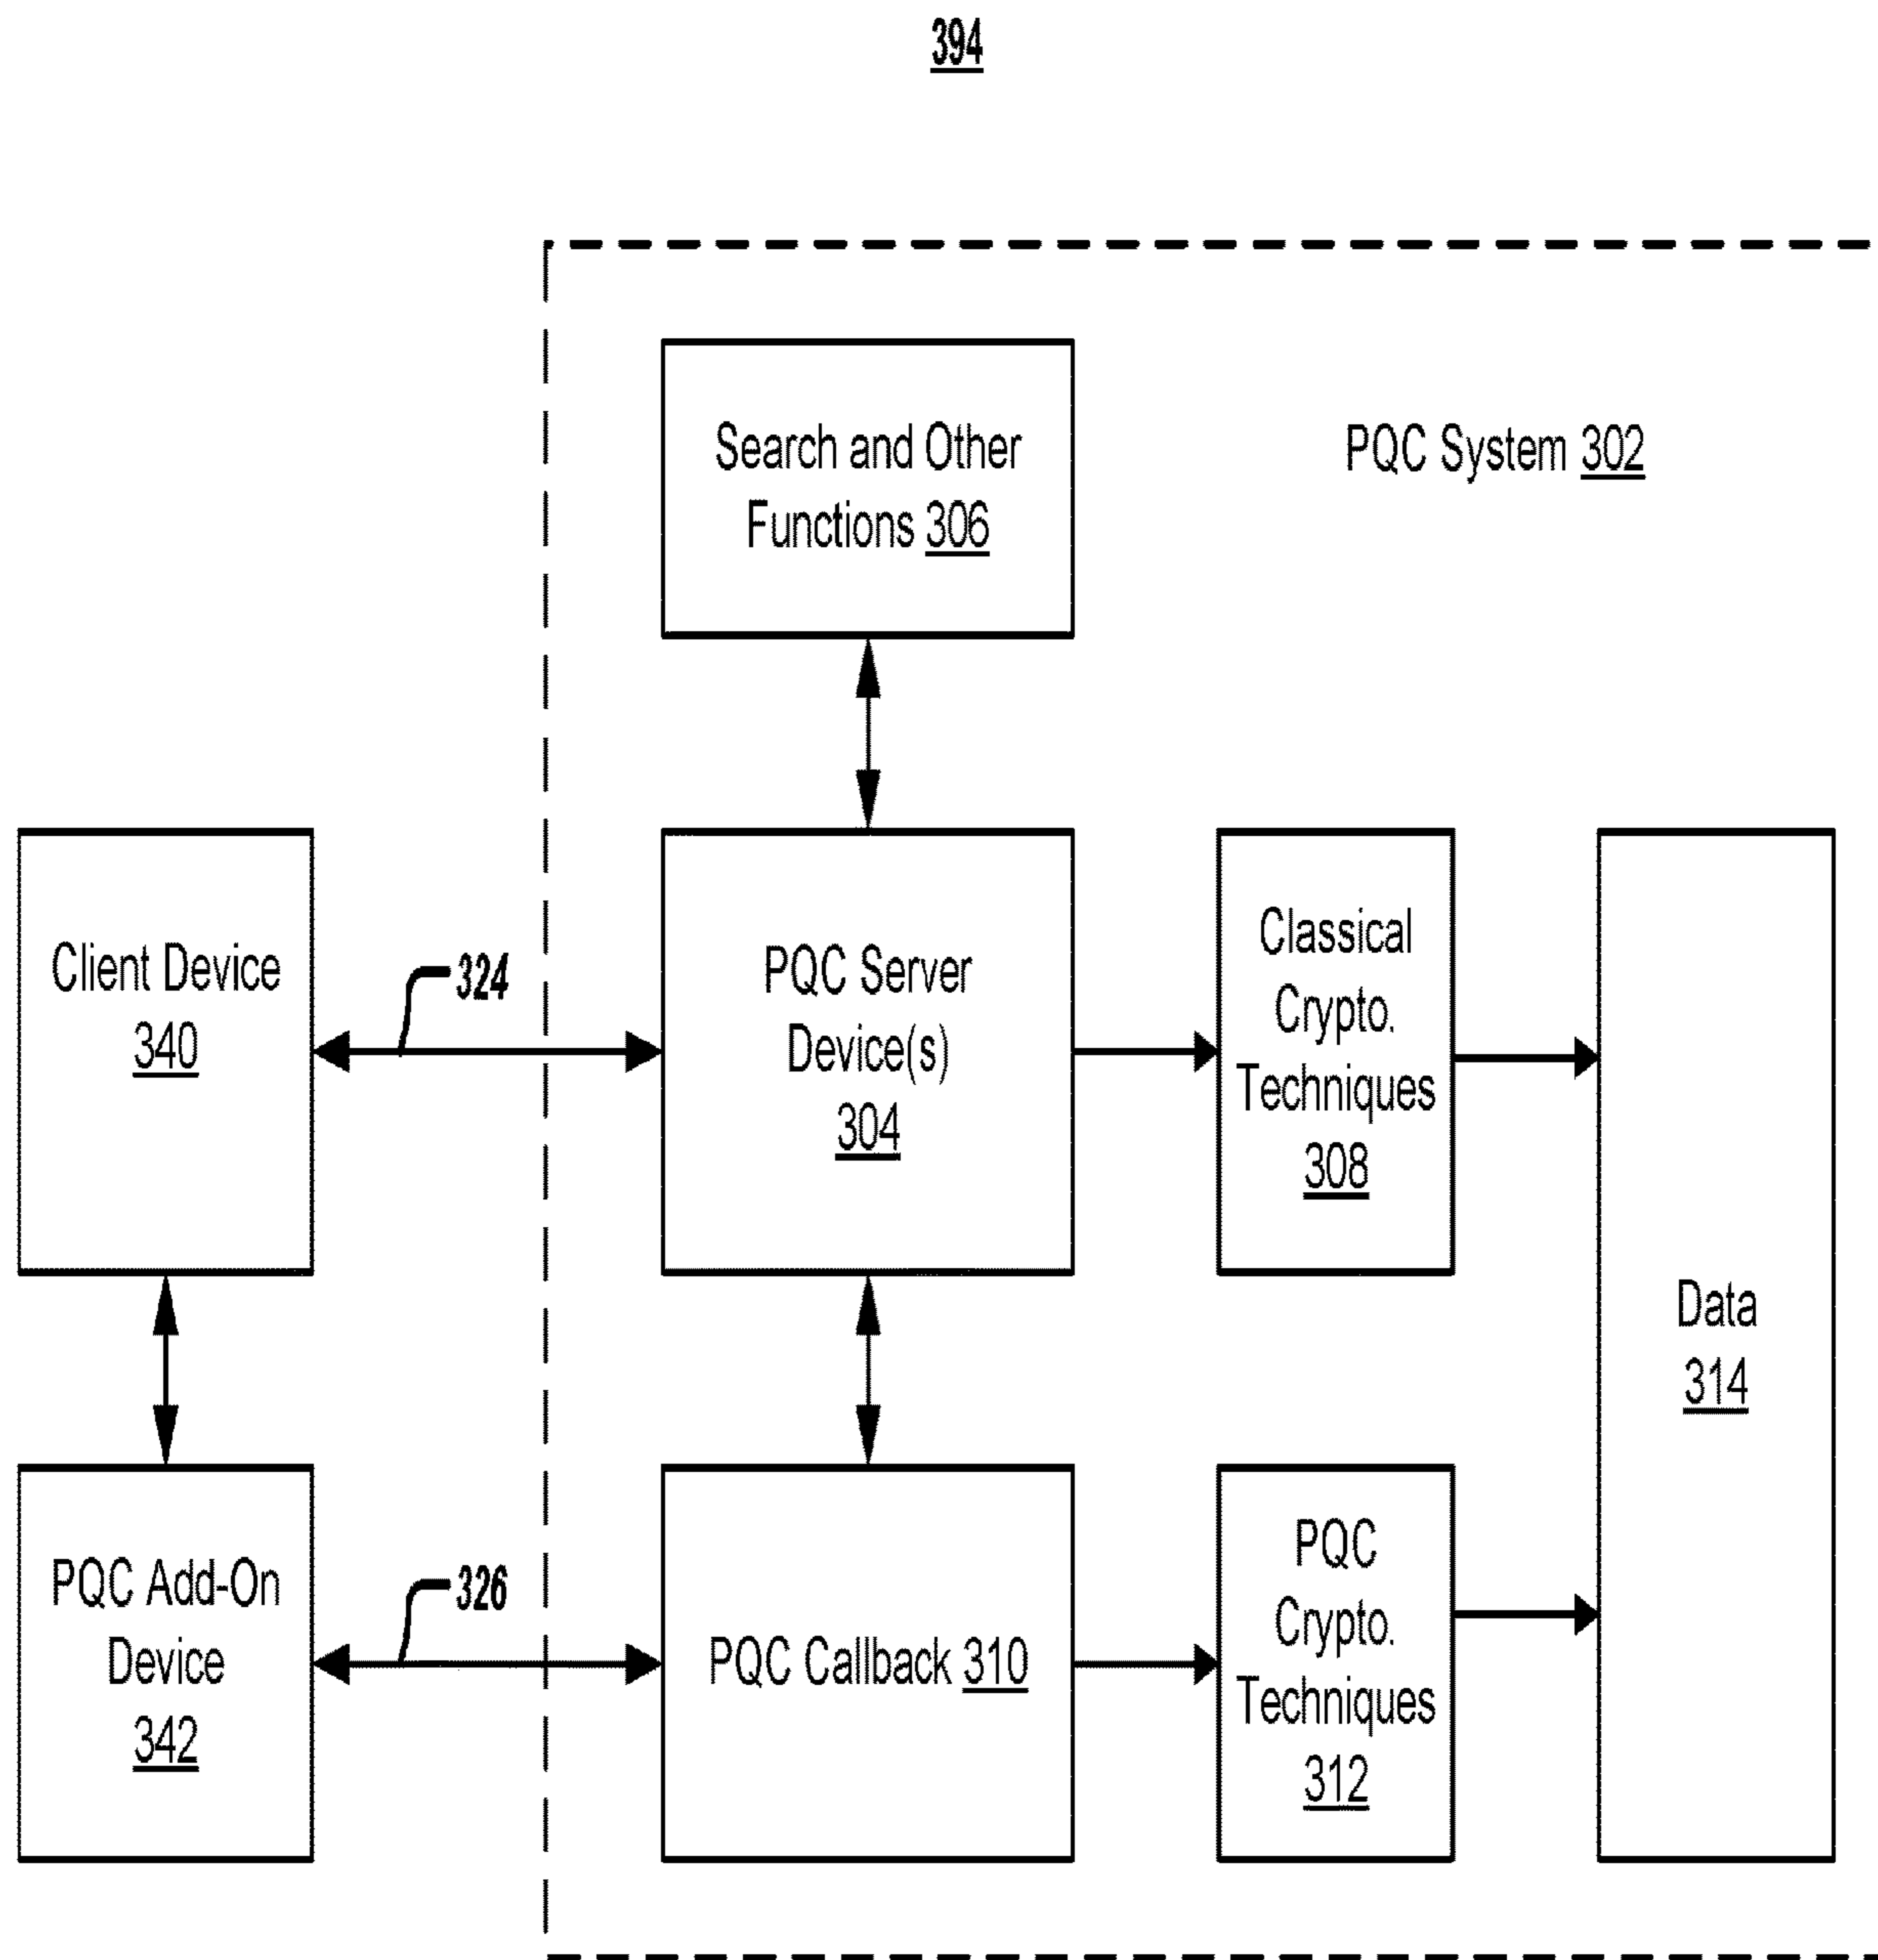 394
Search and Other
Functions 306
PQC System 302
Client Device
340
324
PQC Server
Device(s)
304
Classical
Crypto.
Techniques
308
Data
314
PQC Add-On
Device
342
326
PQC Callback 310
PQC
Crypto.
Techniques
312